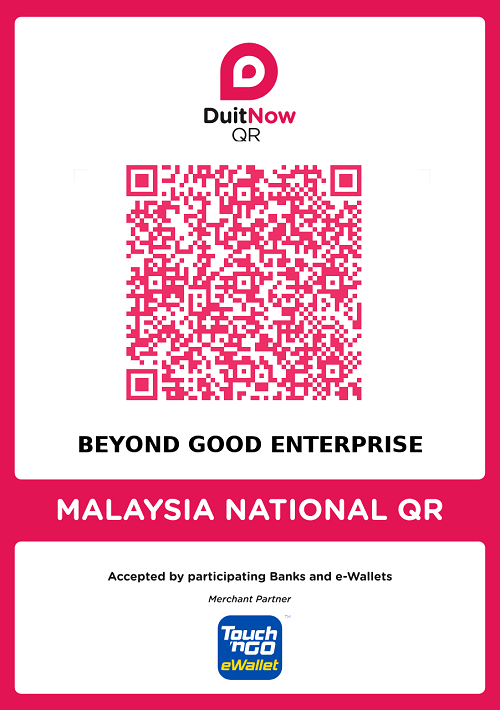 DuitNow
QR
BEYOND GOOD ENTERPRISE
MALAYSIA NATIONAL QR
Accepted by participating Banks and e-Wallets
Merchant Partner
Touch
'nGO
eWallet
TM